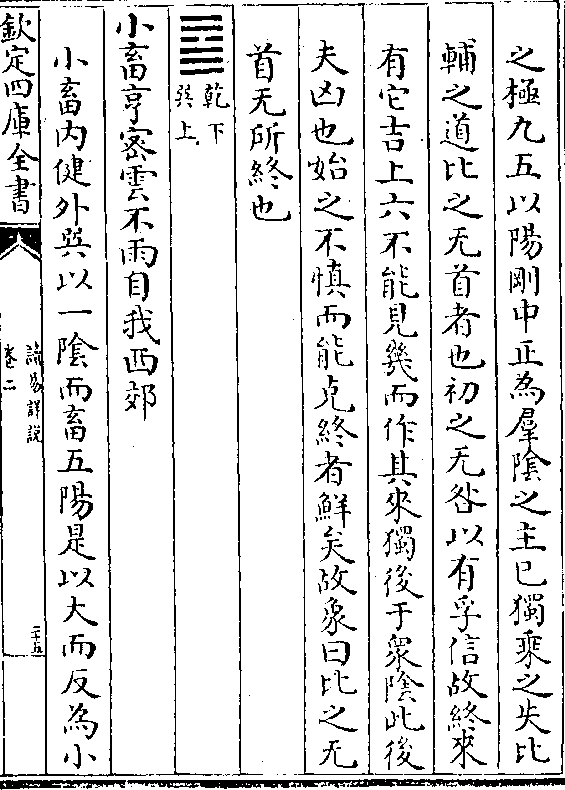 之極九五以陽剛中正為羣陰之主已獨乘之失比
輔之道比之无首者也初之无咎以有孚信故終來
有它吉上六不能見幾而作其來獨後于衆陰此後
夫凶也始之不慎而能克終者鮮矣故象曰比之无
首无所終也
乾下
巽上
小畜亨密雲不雨自我西郊
小畜内健外巽以一陰而畜五陽是以大而反為小
欽定四庫全書
讀易詳說
卷二
二十五